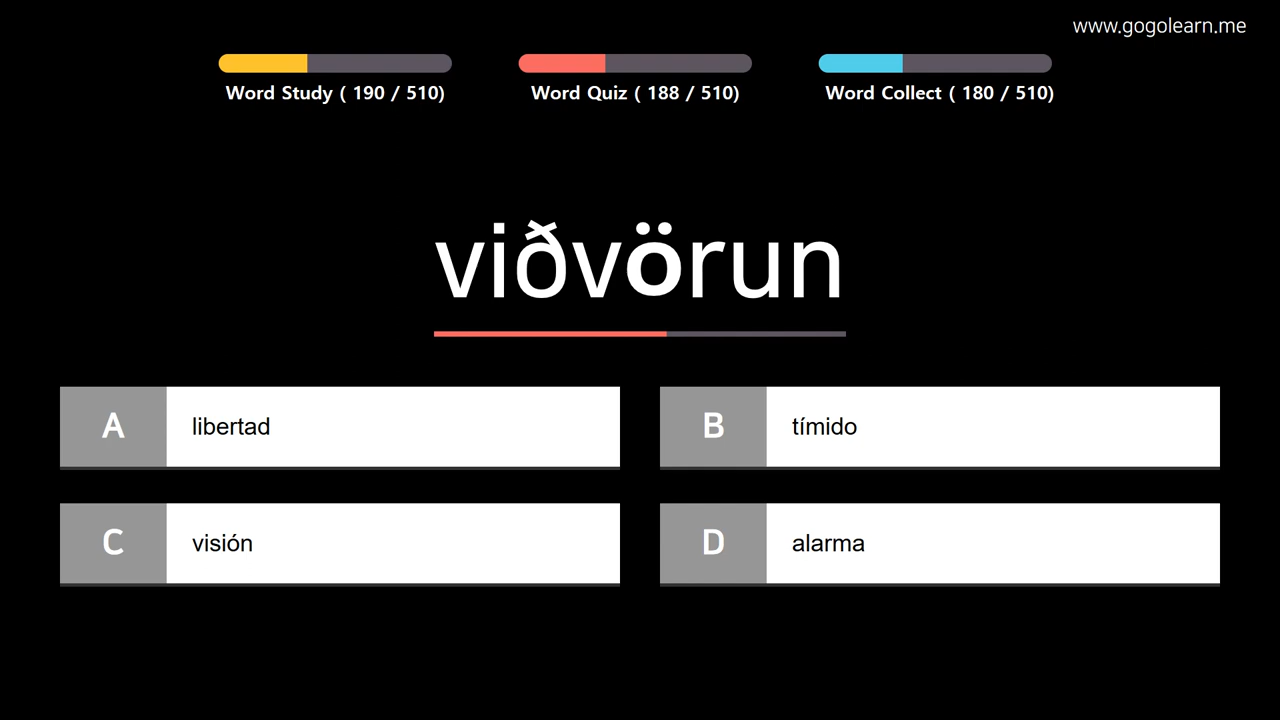 www.gogolearn.me
Word Study ( 190 / 510)
Word Quiz ( 188 / 510)
Word Collect ( 180 / 510)
viðvörun
A libertad
B tímido
C visión
D alarma